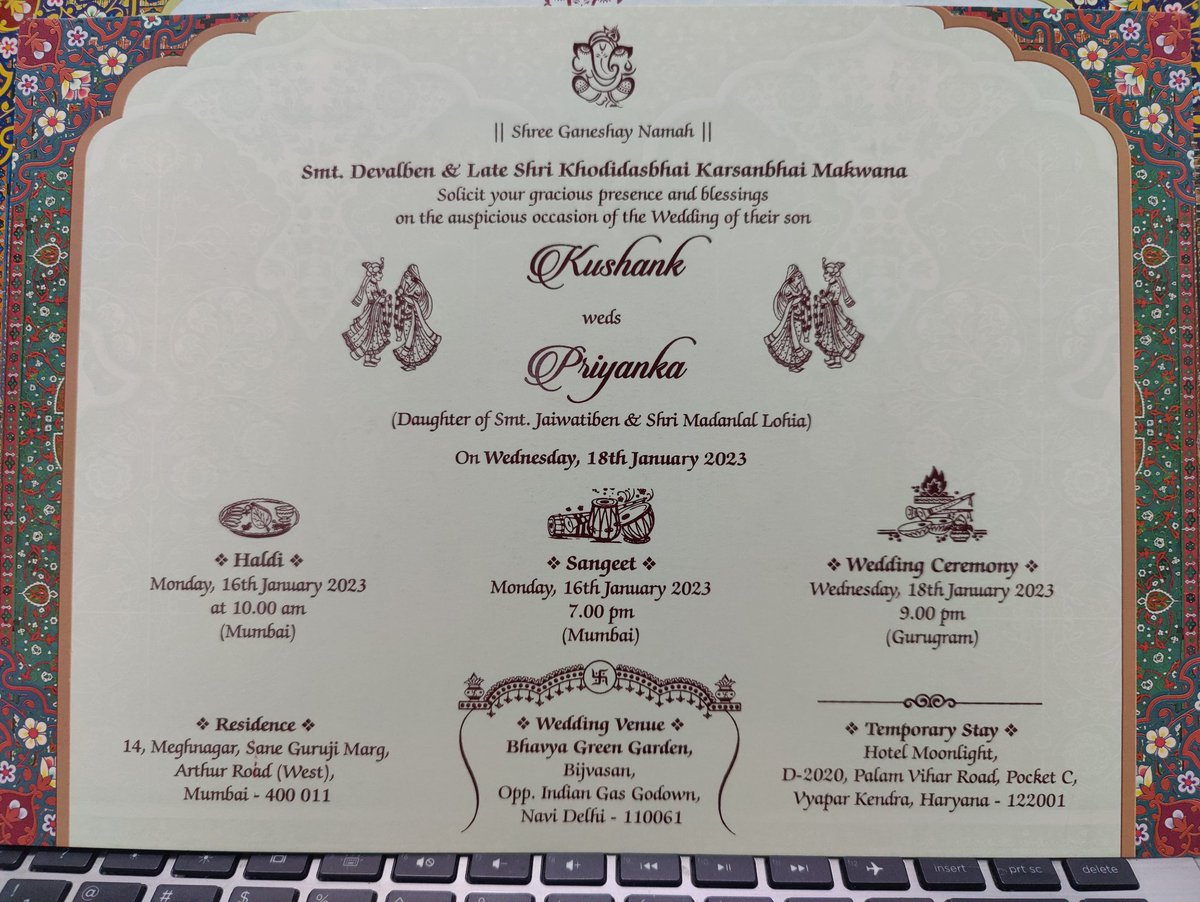 || Shree Ganeshay Namah ||
Smt. Devalben & Late Shri Khodidasbhai Karsanbhai Makwana
Solicit your gracious presence and blessings
on the auspicious occasion of the Wedding of their son
Kushank
weds
Priyanka
(Daughter of Smt. Jaiwatiben & Shri Madanlal Lohia)
On Wednesday, 18th January 2023
❖ Haldi ❖
Monday, 16th January 2023
at 10.00 am
(Mumbai)
❖ Sangeet ❖
Monday, 16th January 2023
7.00 pm
(Mumbai)
❖ Wedding Ceremony ❖
Wednesday, 18th January 2023
9.00 pm
(Gurugram)
❖ Residence ❖
14, Meghnagar, Sane Guruji Marg,
Arthur Road (West),
Mumbai - 400 011
❖ Wedding Venue ❖
Bhavya Green Garden,
Bijvasan,
Opp. Indian Gas Godown,
Navi Delhi - 110061
❖ Temporary Stay ❖
Hotel Moonlight,
D-2020, Palam Vihar Road, Pocket C,
Vyapar Kendra, Haryana - 122001
insert prt sc delete
! @ # $ %